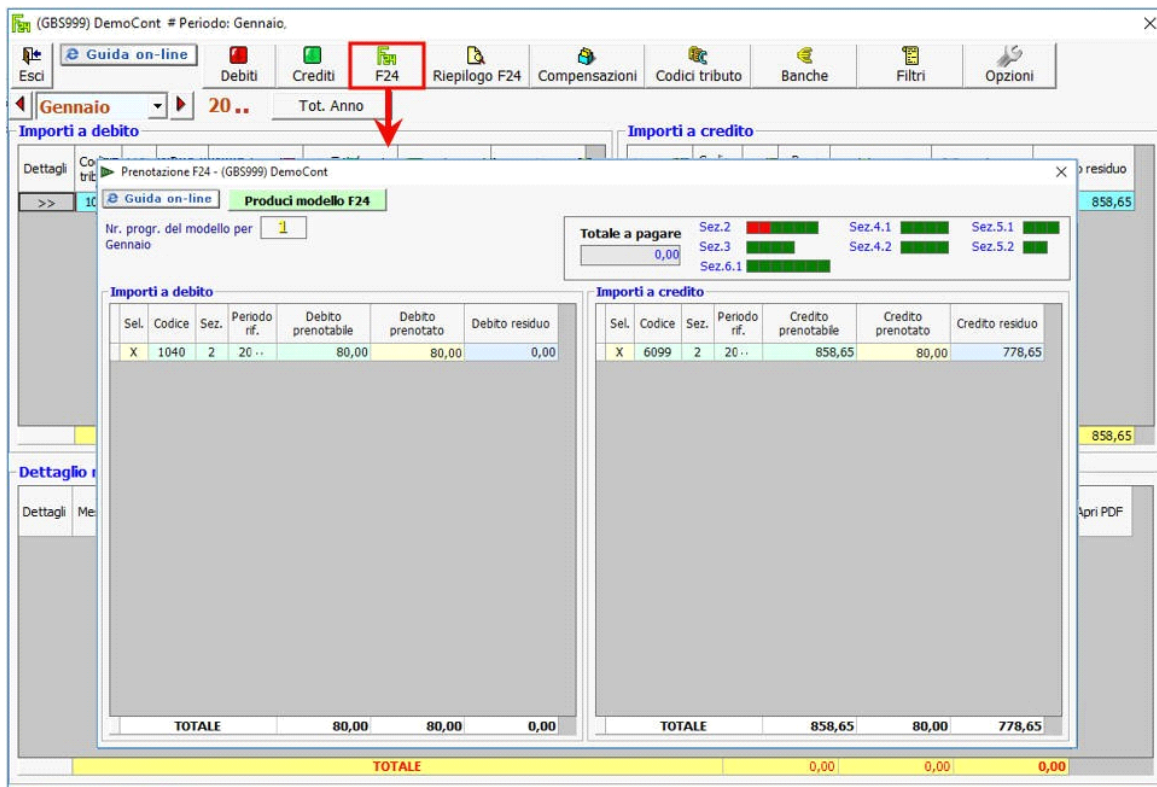 (GBS999) DemoCont # Periodo: Gennaio,
Esci
Guida on-line
Debiti
Crediti
F24
Riepilogo F24
Compensazioni
Codici tributo
Banche
Filtri
Opzioni
Gennaio
20 ..
Tot. Anno
Importi a debito
Importi a credito
Dettagli
residuo
>>
858,65
Prenotazione F24 - (GBS999) DemoCont
Guida on-line
Produci modello F24
Nr. progr. del modello per
Gennaio
1
Totale a pagare
0,00
Sez.2
Sez.4.1
Sez.5.1
Sez.3
Sez.4.2
Sez.5.2
Sez.6.1
Importi a debito
Importi a credito
Sel. Codice Sez. Periodo rif. Debito prenotabile Debito prenotato Debito residuo
X 1040 2 20 .. 80,00 80,00 0,00
TOTALE 80,00 80,00 0,00
Sel. Codice Sez. Periodo rif. Credito prenotabile Credito prenotato Credito residuo
X 6099 2 20 .. 858,65 80,00 778,65
TOTALE 858,65 80,00 778,65
858,65
Dettaglio
Dettagli
Apri PDF
TOTALE 0,00 0,00 0,00